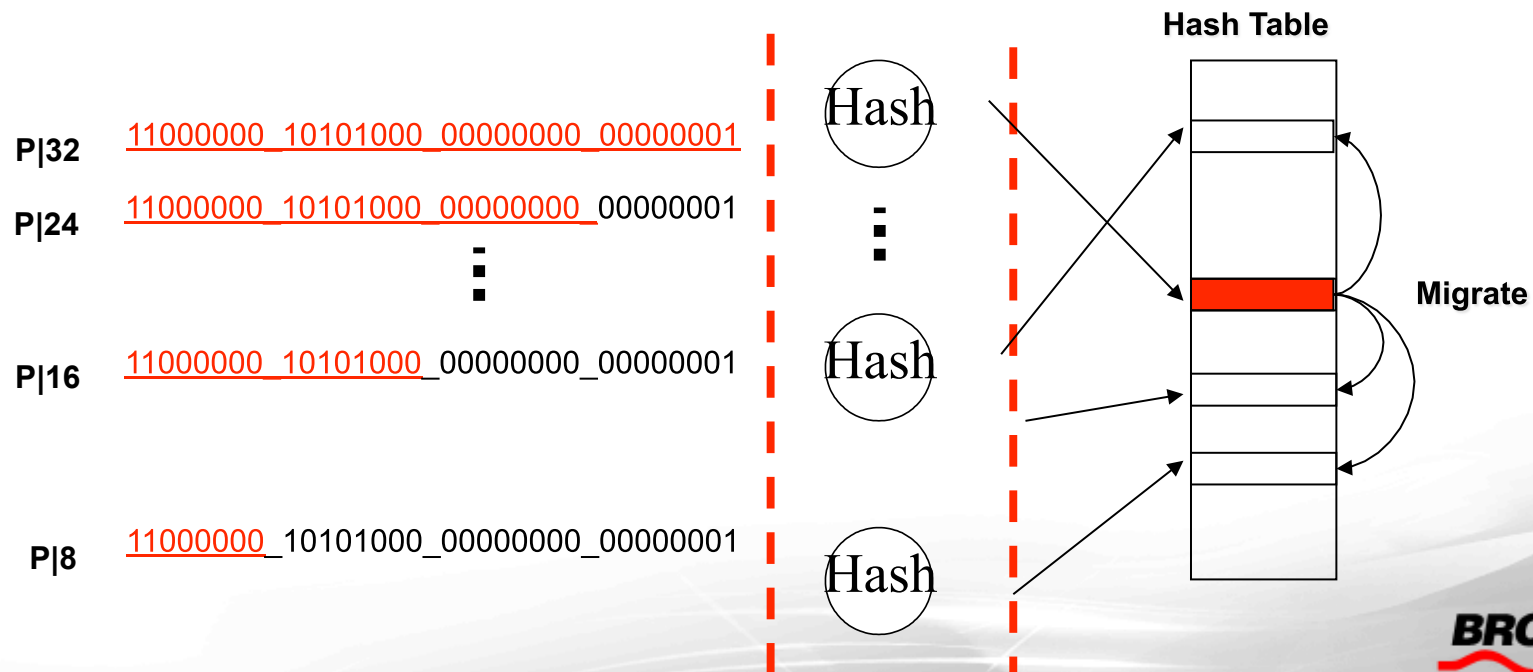 Hash Table
Hash
P|32 11000000_10101000_00000000_00000001
P|24 11000000_10101000_00000000_00000001
Migrate
P|16 11000000_10101000_00000000_00000001
Hash
P|8 11000000_10101000_00000000_00000001
Hash